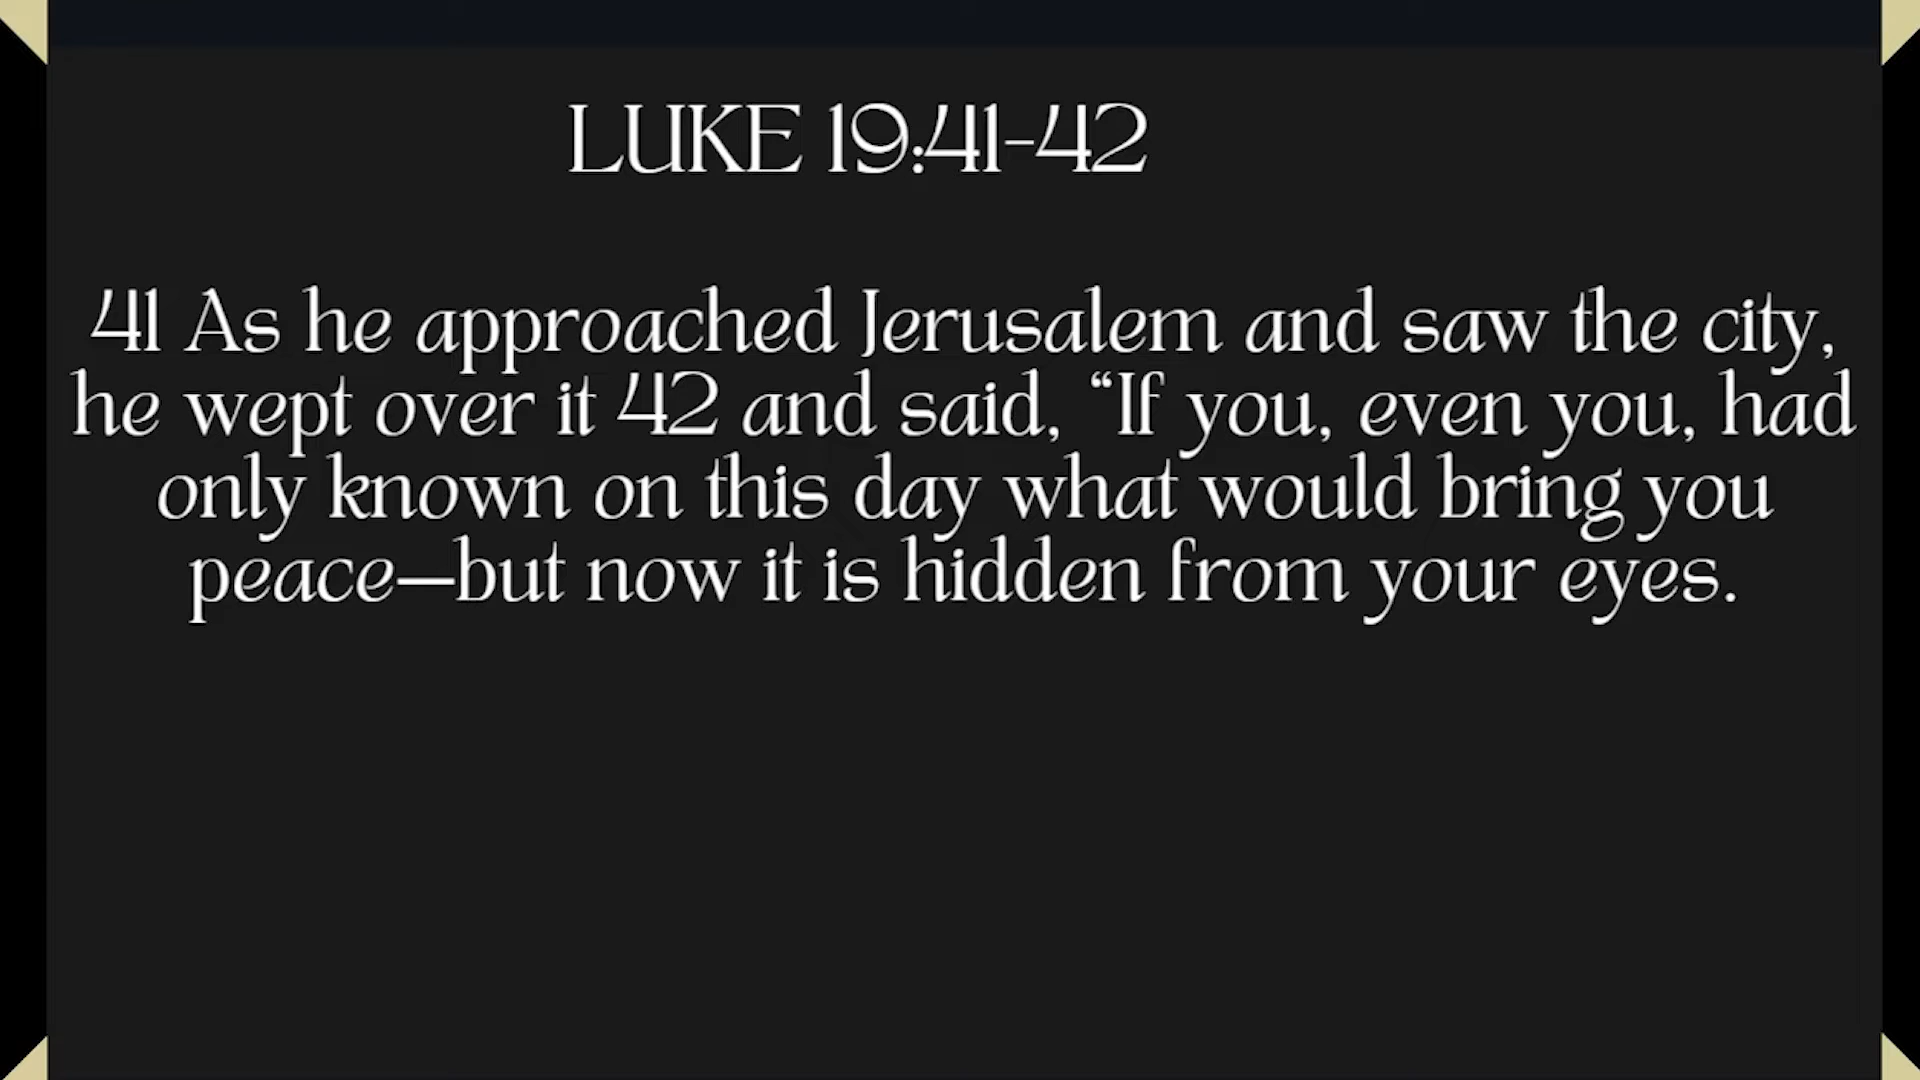 LUKE 19:41-42
41 As he approached Jerusalem and saw the city,
he wept over it 42 and said, “If you, even you, had
only known on this day what would bring you
peace—but now it is hidden from your eyes.